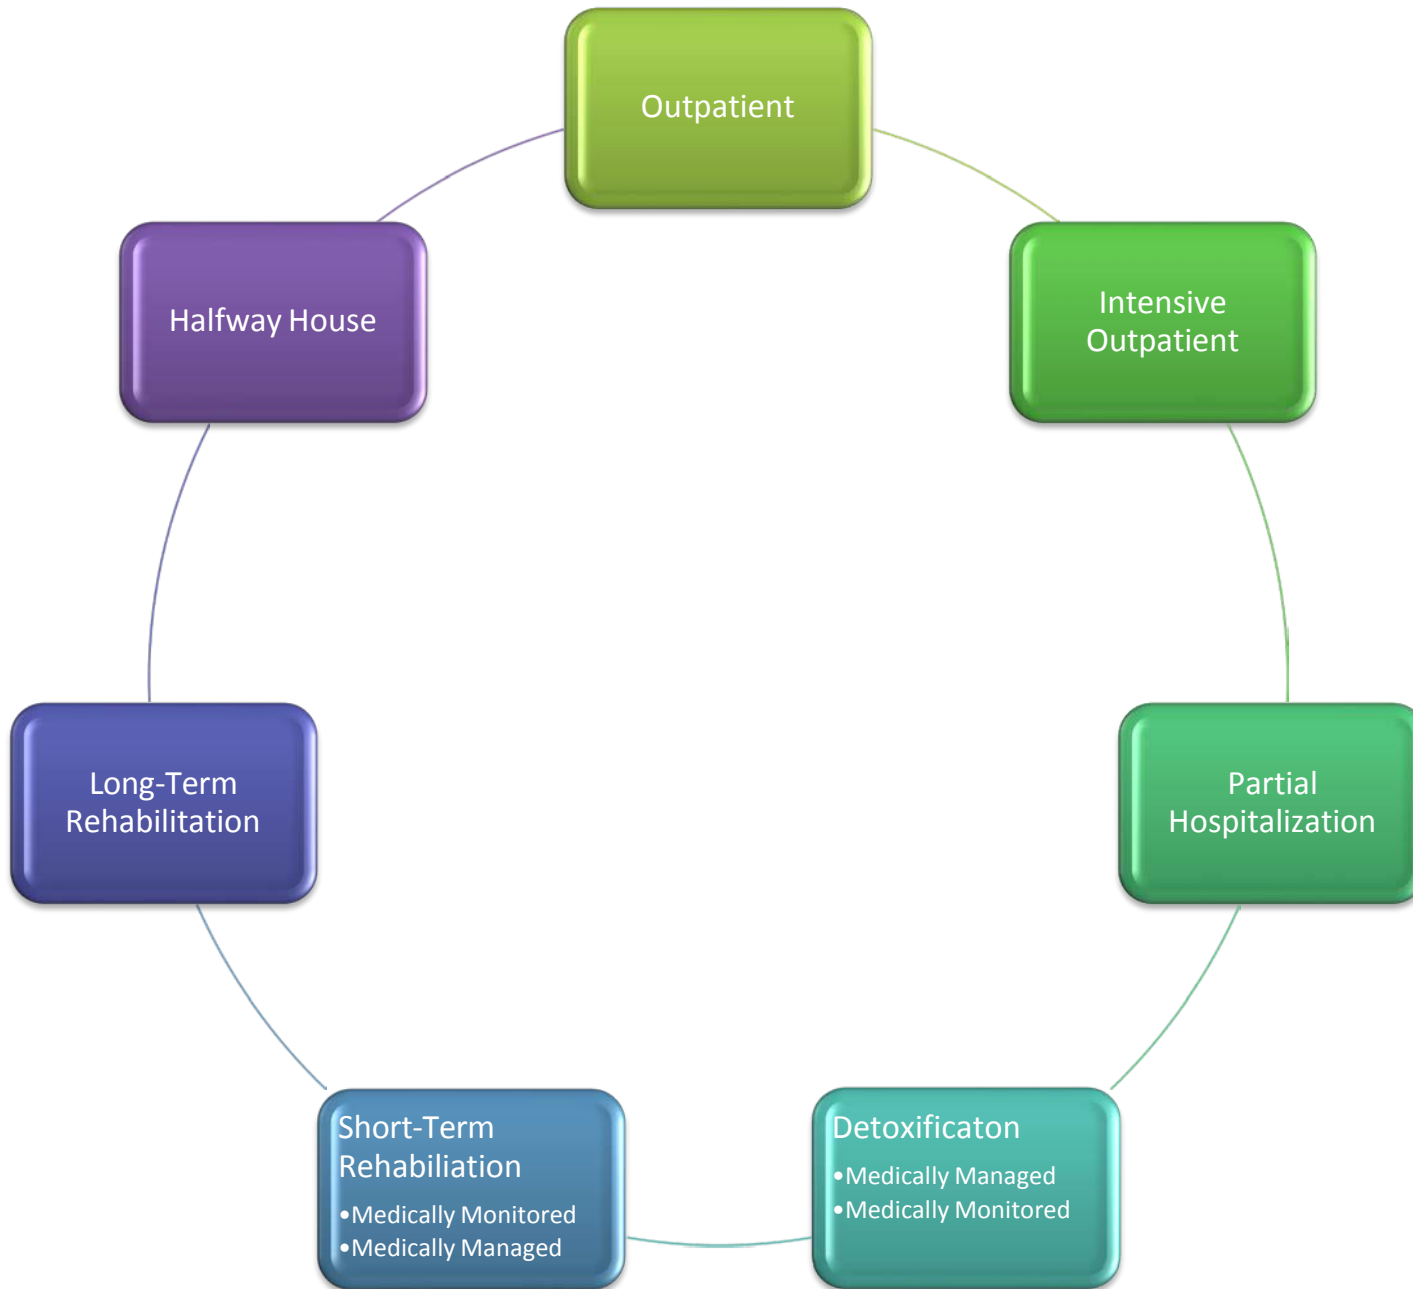 Outpatient
Intensive
Outpatient
Partial
Hospitalization
Detoxificaton
•Medically Managed
•Medically Monitored
Short-Term
Rehabiliation
•Medically Monitored
•Medically Managed
Long-Term
Rehabilitation
Halfway House